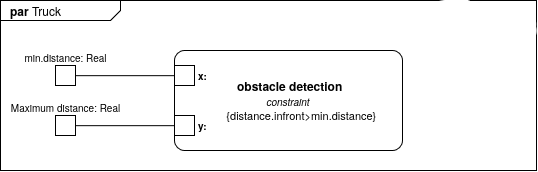 par Truck
min.distance: Real
x:
obstacle detection
constraint
Maximum distance: Real
{distance.infront>min.distance}
y: